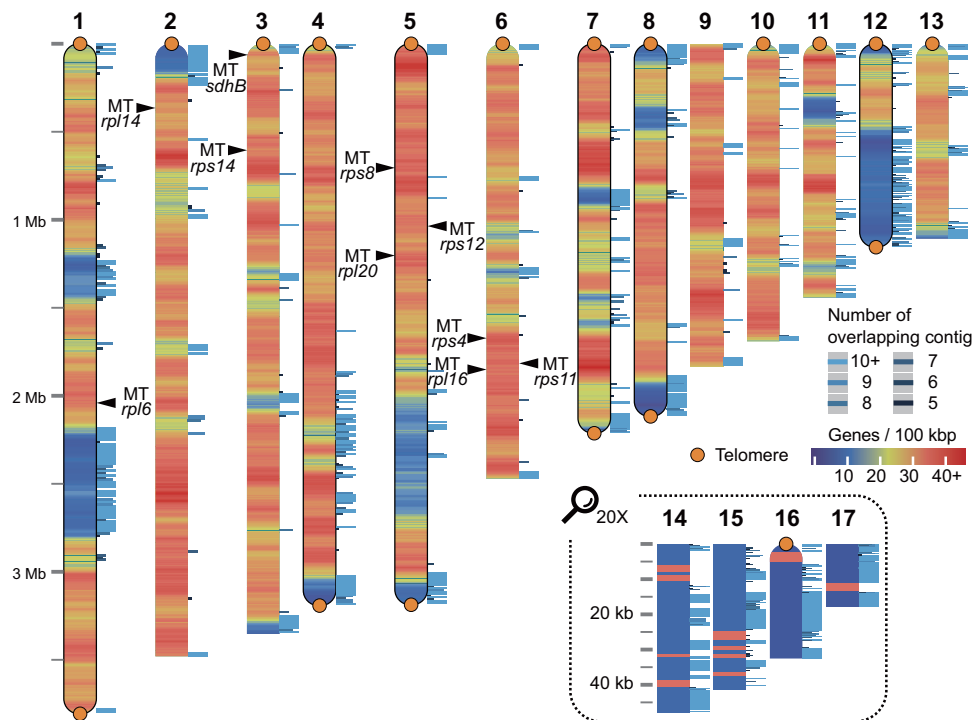 1 2 3 4 5 6 7 8 9 10 11 12 13
MT
sdhB
MT
rpl14
MT
rps14
MT
rps8
1 Mb
MT
rps12
MT
rpl20
MT
rps4
MT
rpl16
MT
rps11
2 Mb
MT
rpl6
3 Mb
Number of
overlapping contig
10+ 7
9 6
8 5
Genes / 100 kbp
10 20 30 40+
Telomere
20X
14 15 16 17
20 kb
40 kb